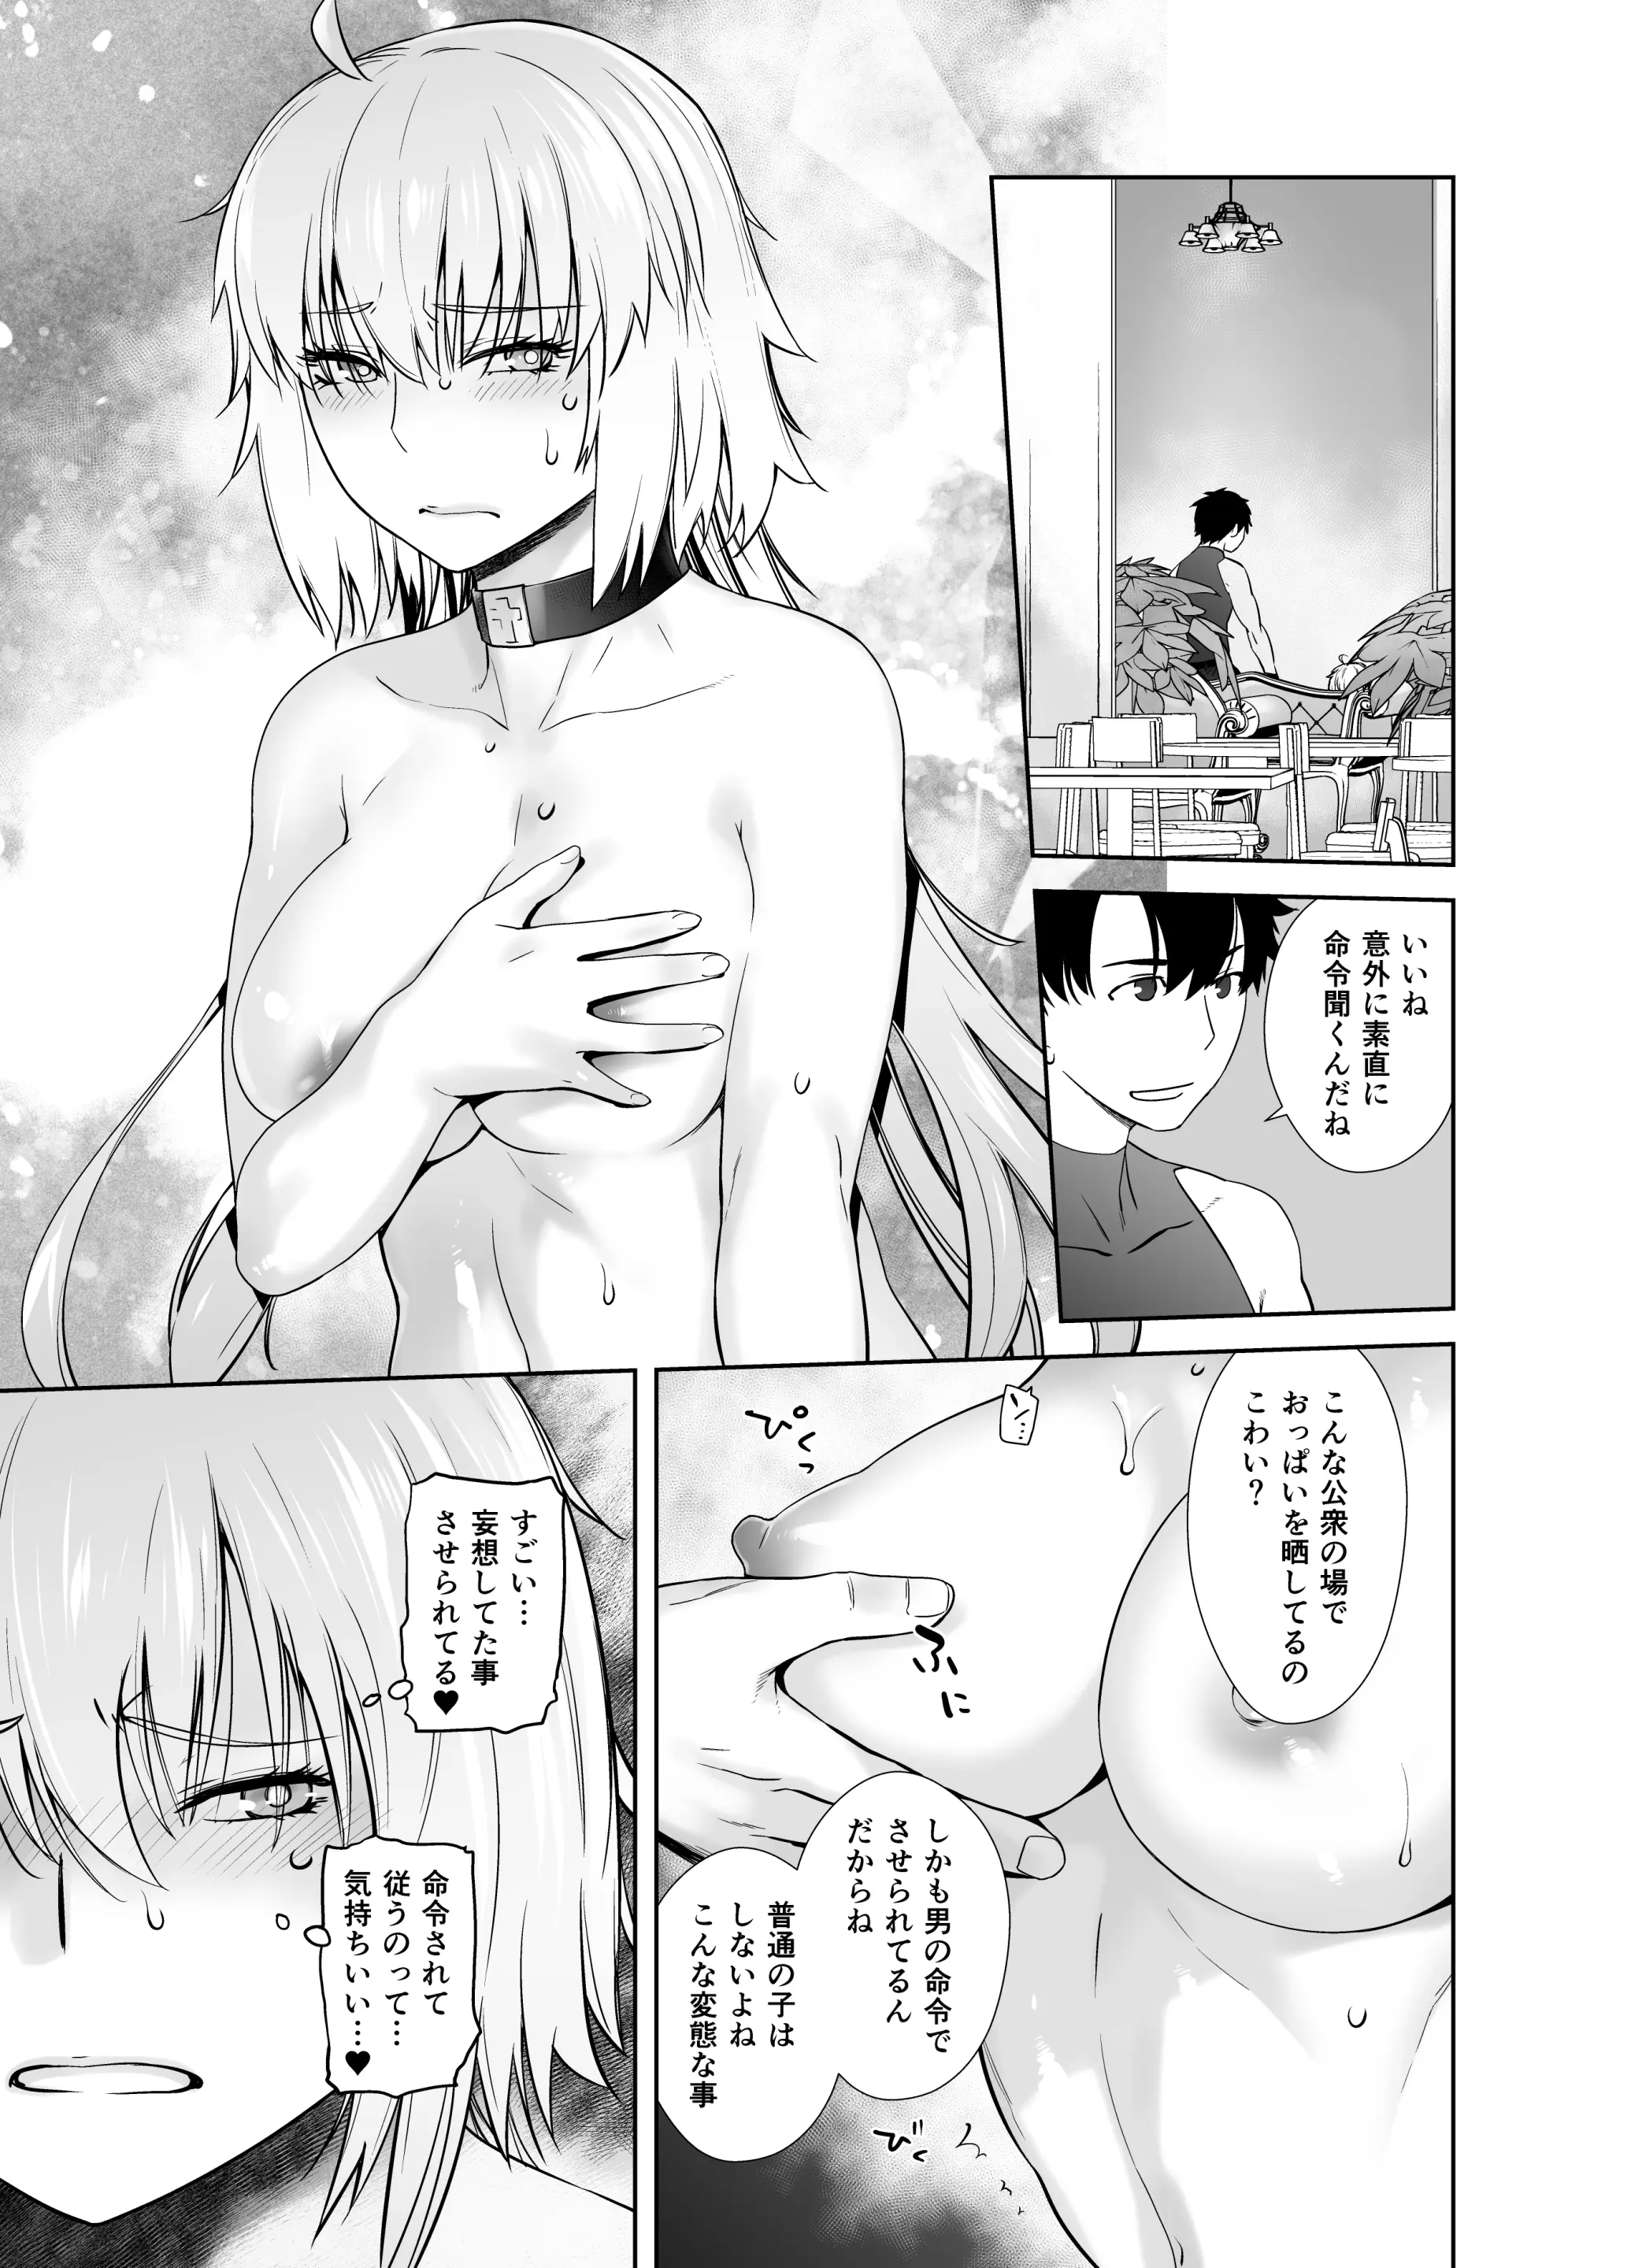 いいね
意外に素直に
命令聞くんだね
こんな公衆の場で
おっぱいを晒してるの
こわい？
ン…
ぴくっ
ふに
しかも男の命令で
させられてるん
だからね
普通の子は
しないよね
こんな変態な事
びく
すごい…
妄想してた事
させられてる♥
命令されて
従うのって…
気持ちいい…♥